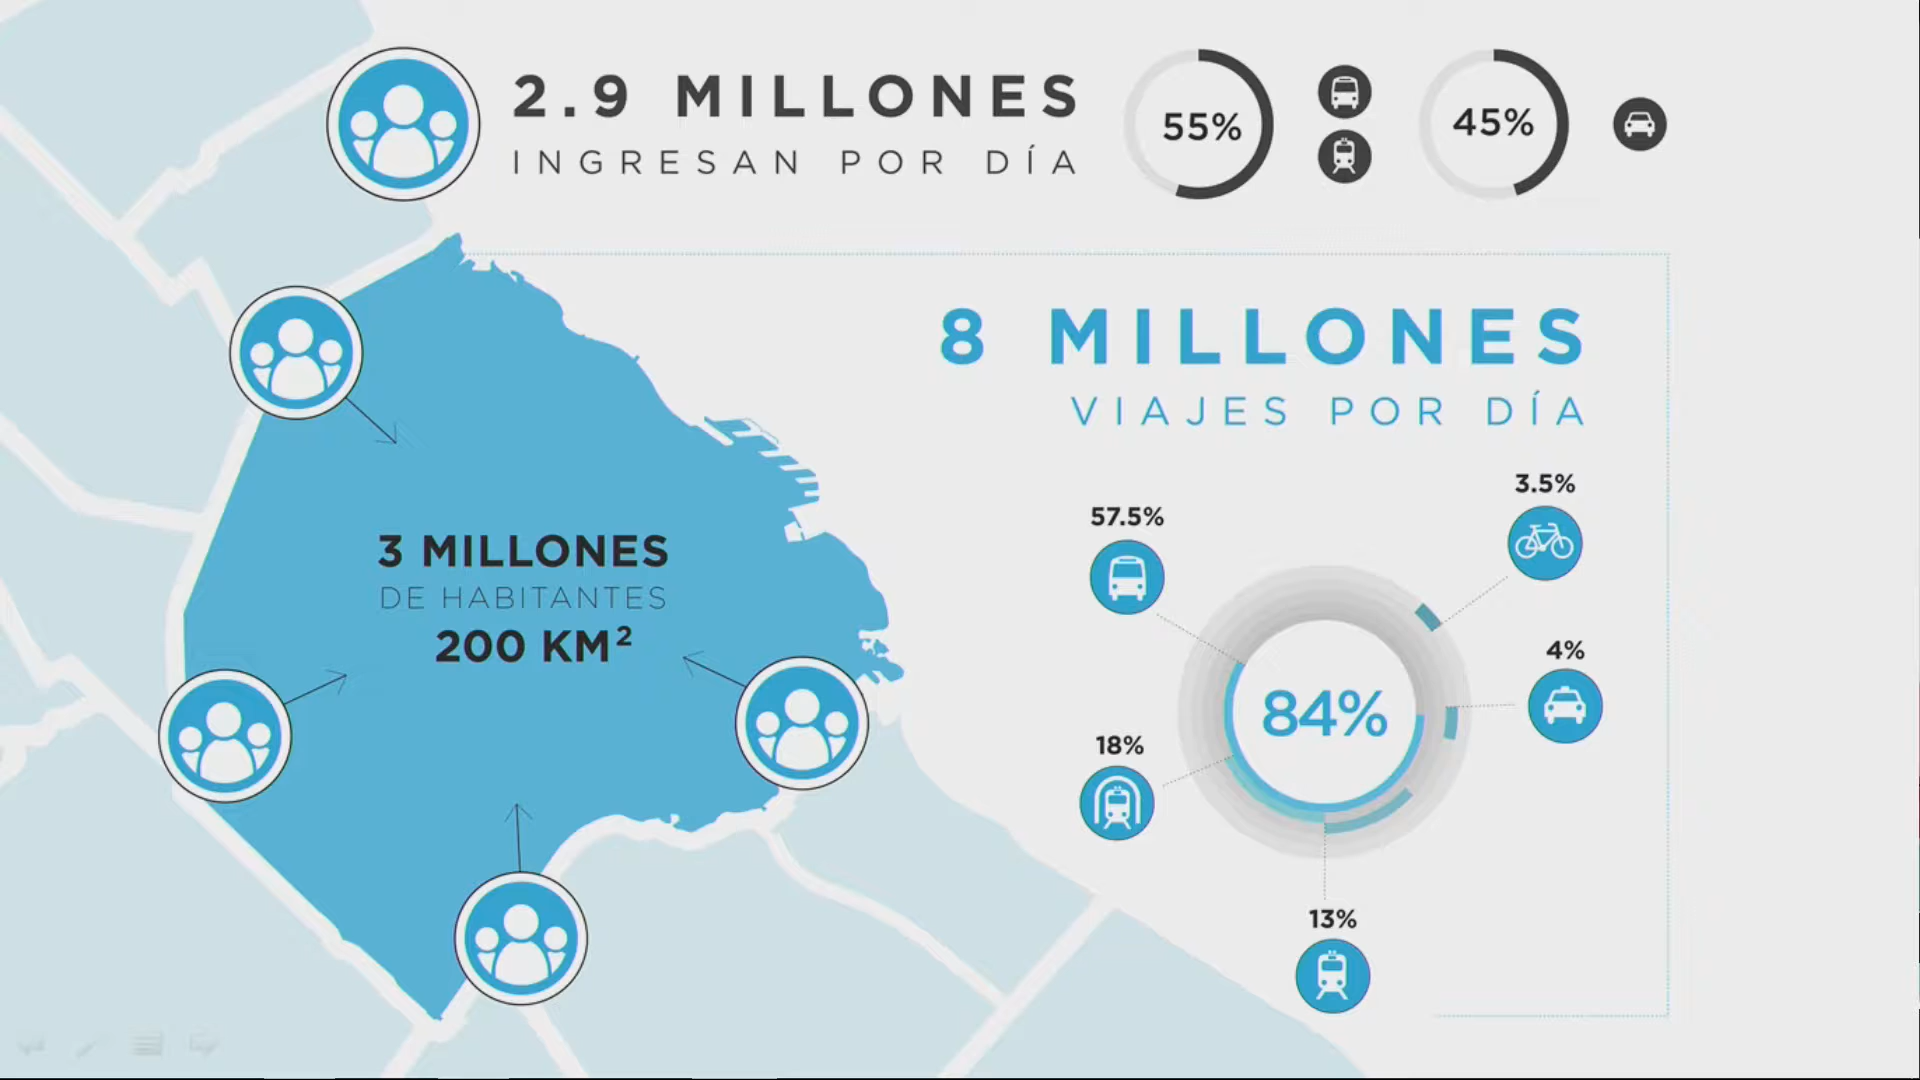 2.9 MILLONES
INGRESAN POR DÍA
55%
45%
8 MILLONES
VIAJES POR DÍA
3 MILLONES
DE HABITANTES
200 KM²
57.5%
3.5%
4%
84%
18%
13%